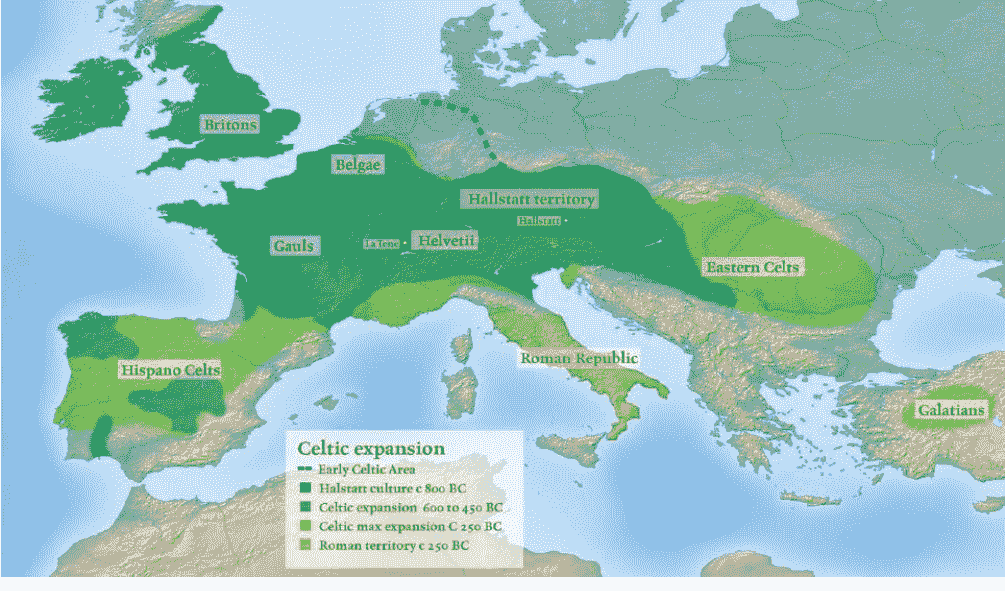 Britons
Belgae
Hallstatt territory
Hallstatt
Gauls
La Tene
Helvetii
Eastern Celts
Roman Republic
Hispano Celts
Galatians
Celtic expansion
Early Celtic Area
Halstatt culture c 800 BC
Celtic expansion 600 to 450 BC
Celtic max expansion C 250 BC
Roman territory c 250 BC